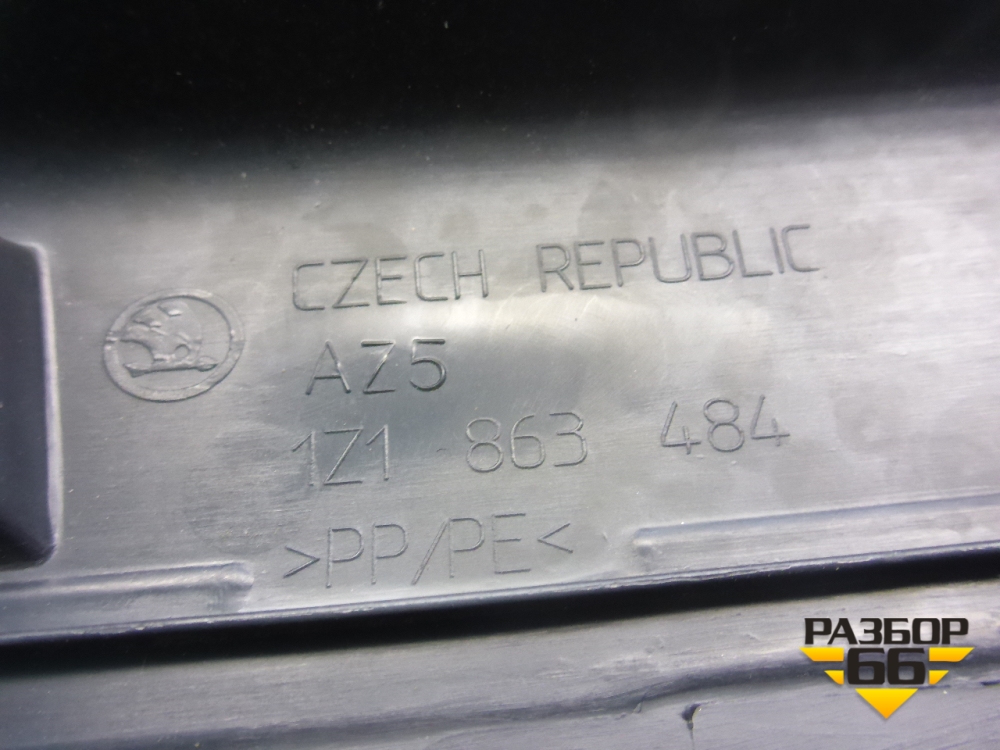 CZECH REPUBLIC
AZ5
1Z1 863 484
>PP/PE<
РАЗБОР
66